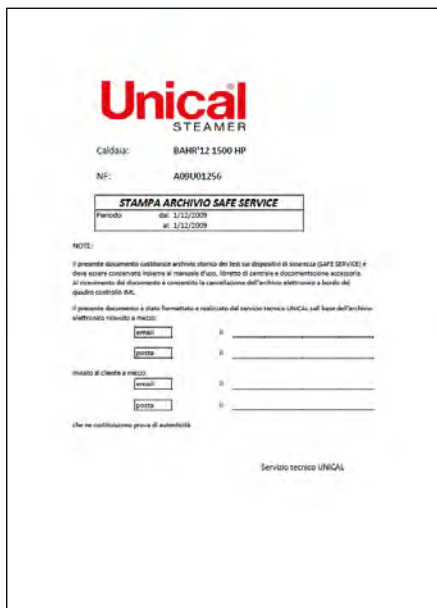 Unical
STEAMER
Caldaia: BAHR'12 1500 HP
NF: A09U01256
STAMPA ARCHIVIO SAFE SERVICE
Periodo dal: 1/12/2009
al: 1/12/2009
NOTE:
Il presente documento costituisce archivio storico dei test sui dispositivi di sicurezza (SAFE SERVICE) e
deve essere conservato insieme al manuale d'uso, libretto di centrale e documentazione accessoria.
Al ricevimento del documento è consentito la cancellazione dell'archivio elettronico a bordo del
quadro controllo IML.
Il presente documento è stato formattato e realizzato dal servizio tecnico UNICAL sull base dell'archivio
elettronico ricevuto a mezzo:
email il:
posta il:
inviato al cliente a mezzo:
email il:
posta il:
che ne costituiscono prova di autenticità
Servizio tecnico UNICAL